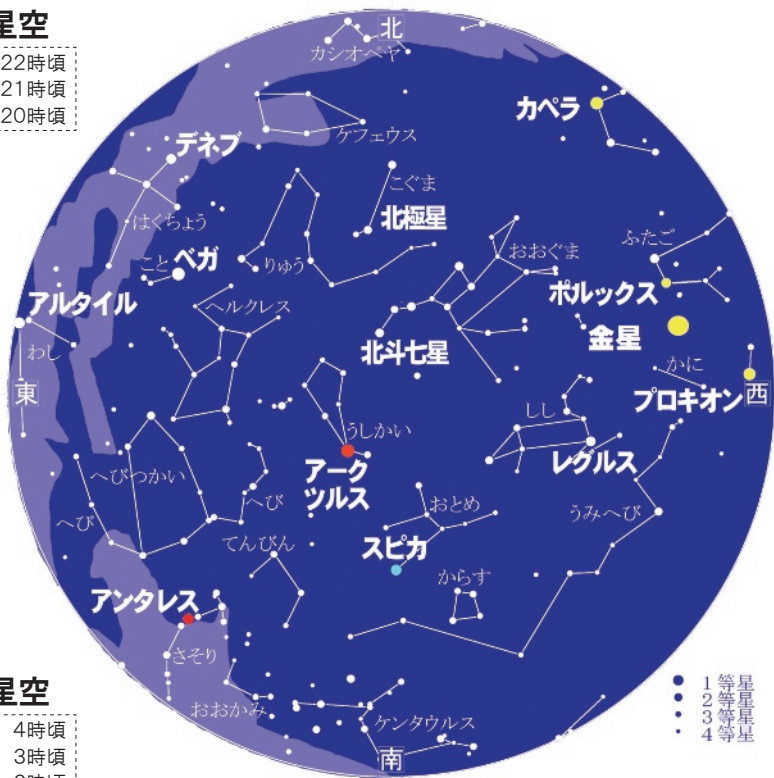 星空
22時頃
21時頃
20時頃
北
カシオペヤ
カペラ
ケフェウス
デネブ
こぐま
はくちょう
北極星
ふたご
おおぐま
こと
ベガ
りゅう
ポルックス
ヘルクレス
アルタイル
金星
北斗七星
わし
かに
東
プロキオン
西
しし
うしかい
アーク
ツルス
レグルス
へびつかい
へび
へび
おとめ
うみへび
てんびん
スピカ
からす
アンタレス
さそり
おおかみ
ケンタウルス
南
1等星
2等星
3等星
4等星
星空
4時頃
3時頃